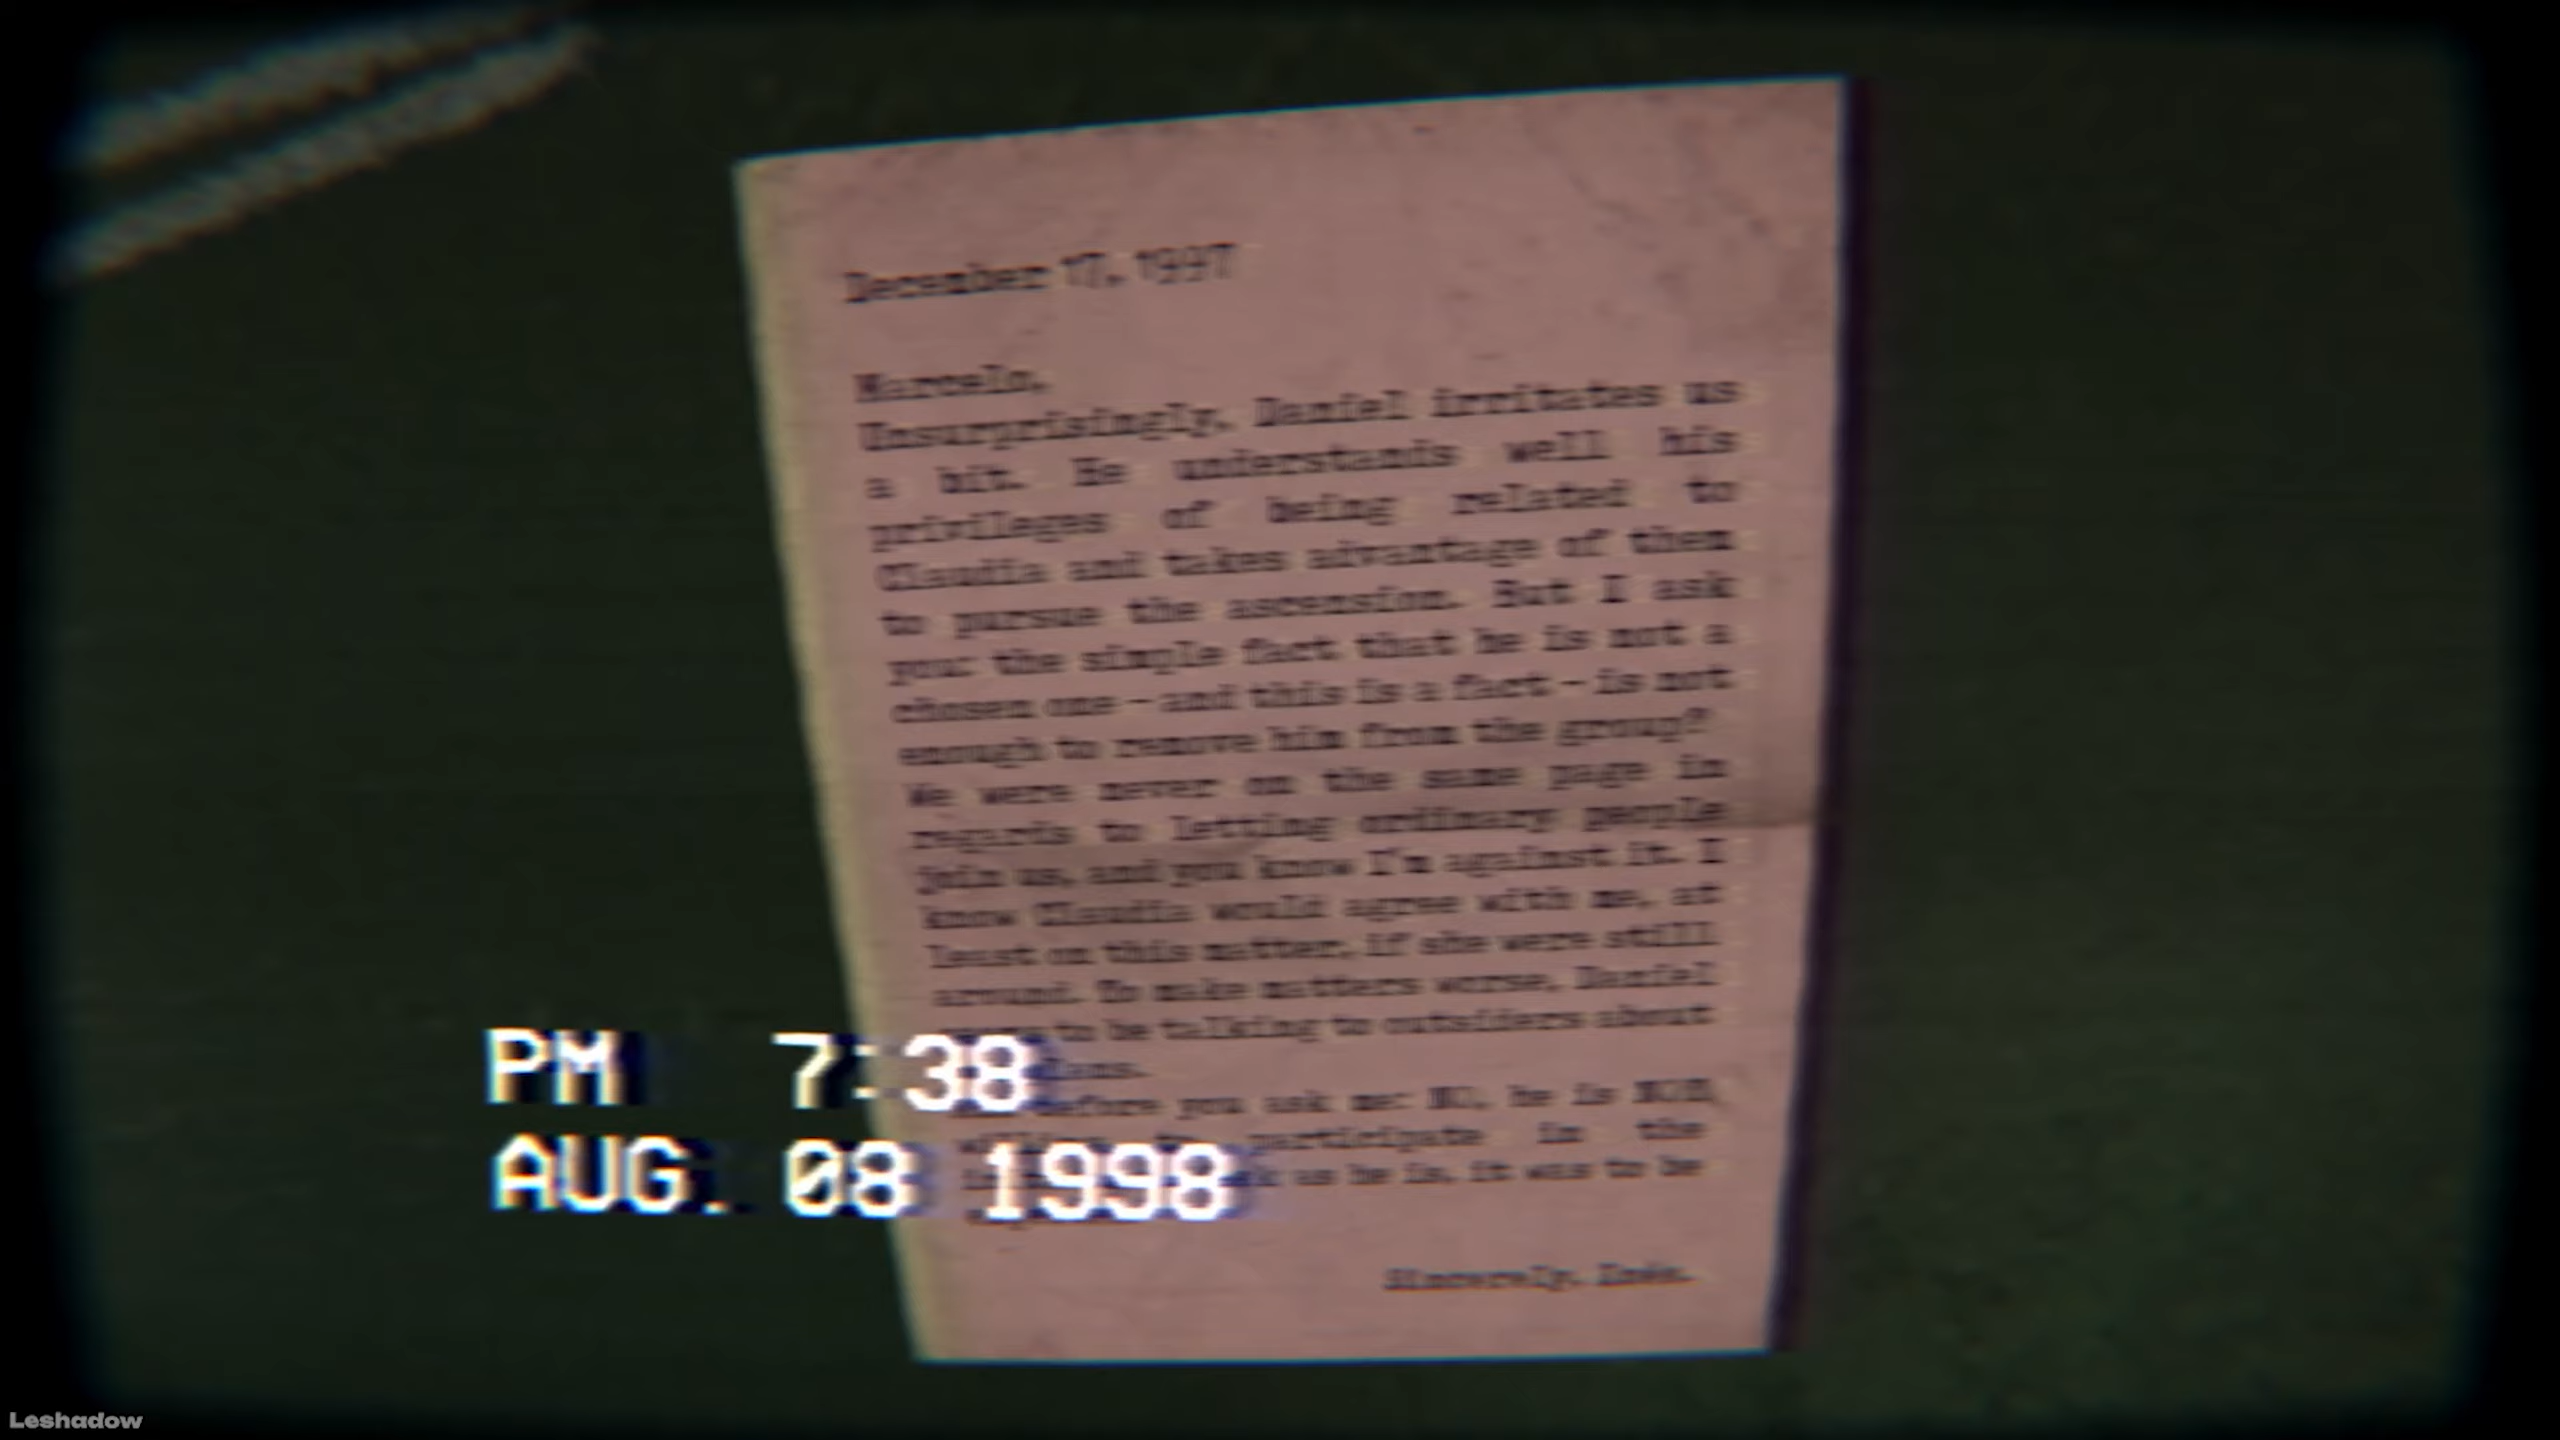 December 17, 1997
Marcelo,
Unsurprisingly, Daniel irritates us
a bit. He understands well his
privileges of being related to
Claudia and takes advantage of them
to pursue the ascension. But I ask
you: the simple fact that he is not a
chosen one - and this is a fact - is not
enough to remove him from the group?
We were never on the same page in
regards to letting ordinary people
join us, and you know I'm against it. I
know Claudia would agree with me, at
least on this matter, if she were still
around. To make matters worse, Daniel
to be talking to outsiders about
before you ask me: NO, he is NOT
participate in the
as he is, it was to be
Sincerely, Inês.
PM 7:38
AUG. 08 1998
Leshadow